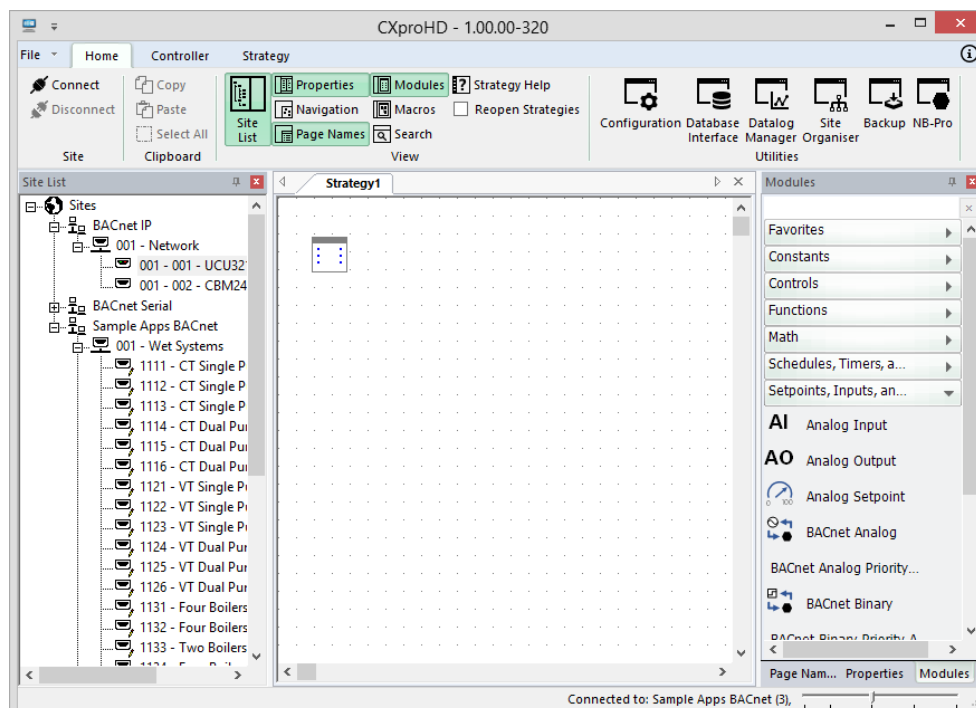 CXproHD - 1.00.00-320
File Home Controller Strategy
Connect
Disconnect
Site
Copy
Paste
Select All
Clipboard
Site
List
Properties Modules ? Strategy Help
Navigation Macros Reopen Strategies
Page Names Search
View
Configuration Database Datalog Site Backup NB-Pro
Interface Manager Organiser
Utilities
Site List
Sites
BACnet IP
001 - Network
001 - 001 - UCU32
001 - 002 - CBM24
BACnet Serial
Sample Apps BACnet
001 - Wet Systems
1111 - CT Single P
1112 - CT Single P
1113 - CT Single P
1114 - CT Dual Pu
1115 - CT Dual Pu
1116 - CT Dual Pu
1121 - VT Single P
1122 - VT Single P
1123 - VT Single P
1124 - VT Dual Pu
1125 - VT Dual Pu
1126 - VT Dual Pu
1131 - Four Boilers
1132 - Four Boilers
1133 - Two Boilers
Strategy1
Modules
Favorites
Constants
Controls
Functions
Math
Schedules, Timers, a...
Setpoints, Inputs, an...
AI Analog Input
AO Analog Output
0 100 Analog Setpoint
BACnet Analog
BACnet Analog Priority...
BACnet Binary
BACnet Binary Priority A
Page Nam... Properties Modules
Connected to: Sample Apps BACnet (3),